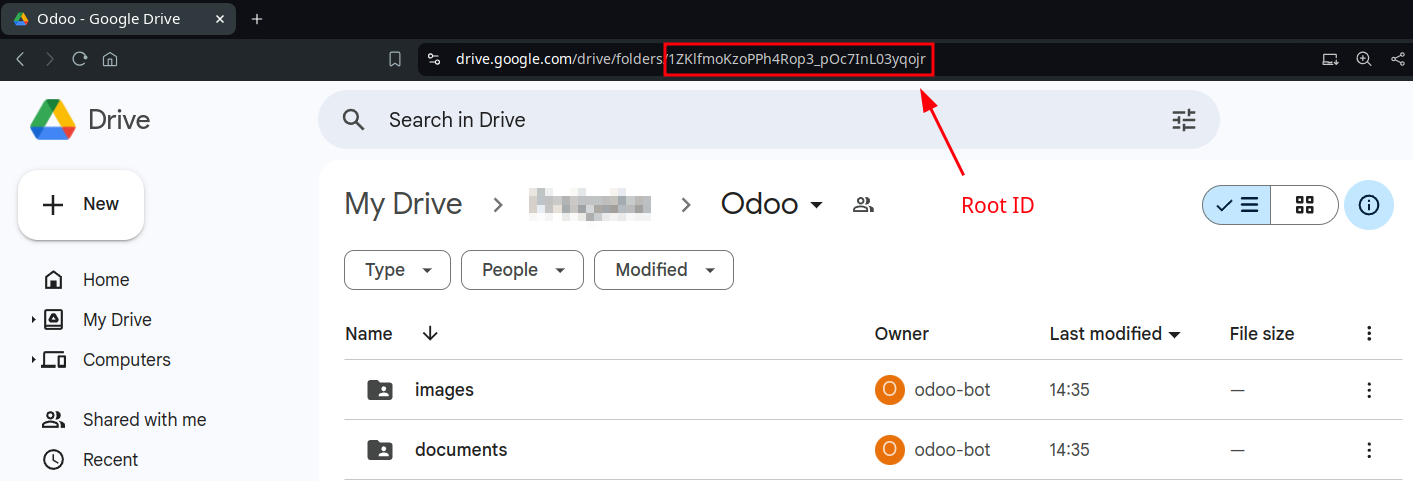 Odoo - Google Drive
drive.google.com/drive/folders/1ZKlfmoKzoPPh4Rop3_pOc7InL03yqojr
Drive
Search in Drive
New
My Drive > Odoo
Root ID
Type People Modified
Home
My Drive
Computers
Shared with me
Recent
Name Owner Last modified File size
images O odoo-bot 14:35 —
documents O odoo-bot 14:35 —